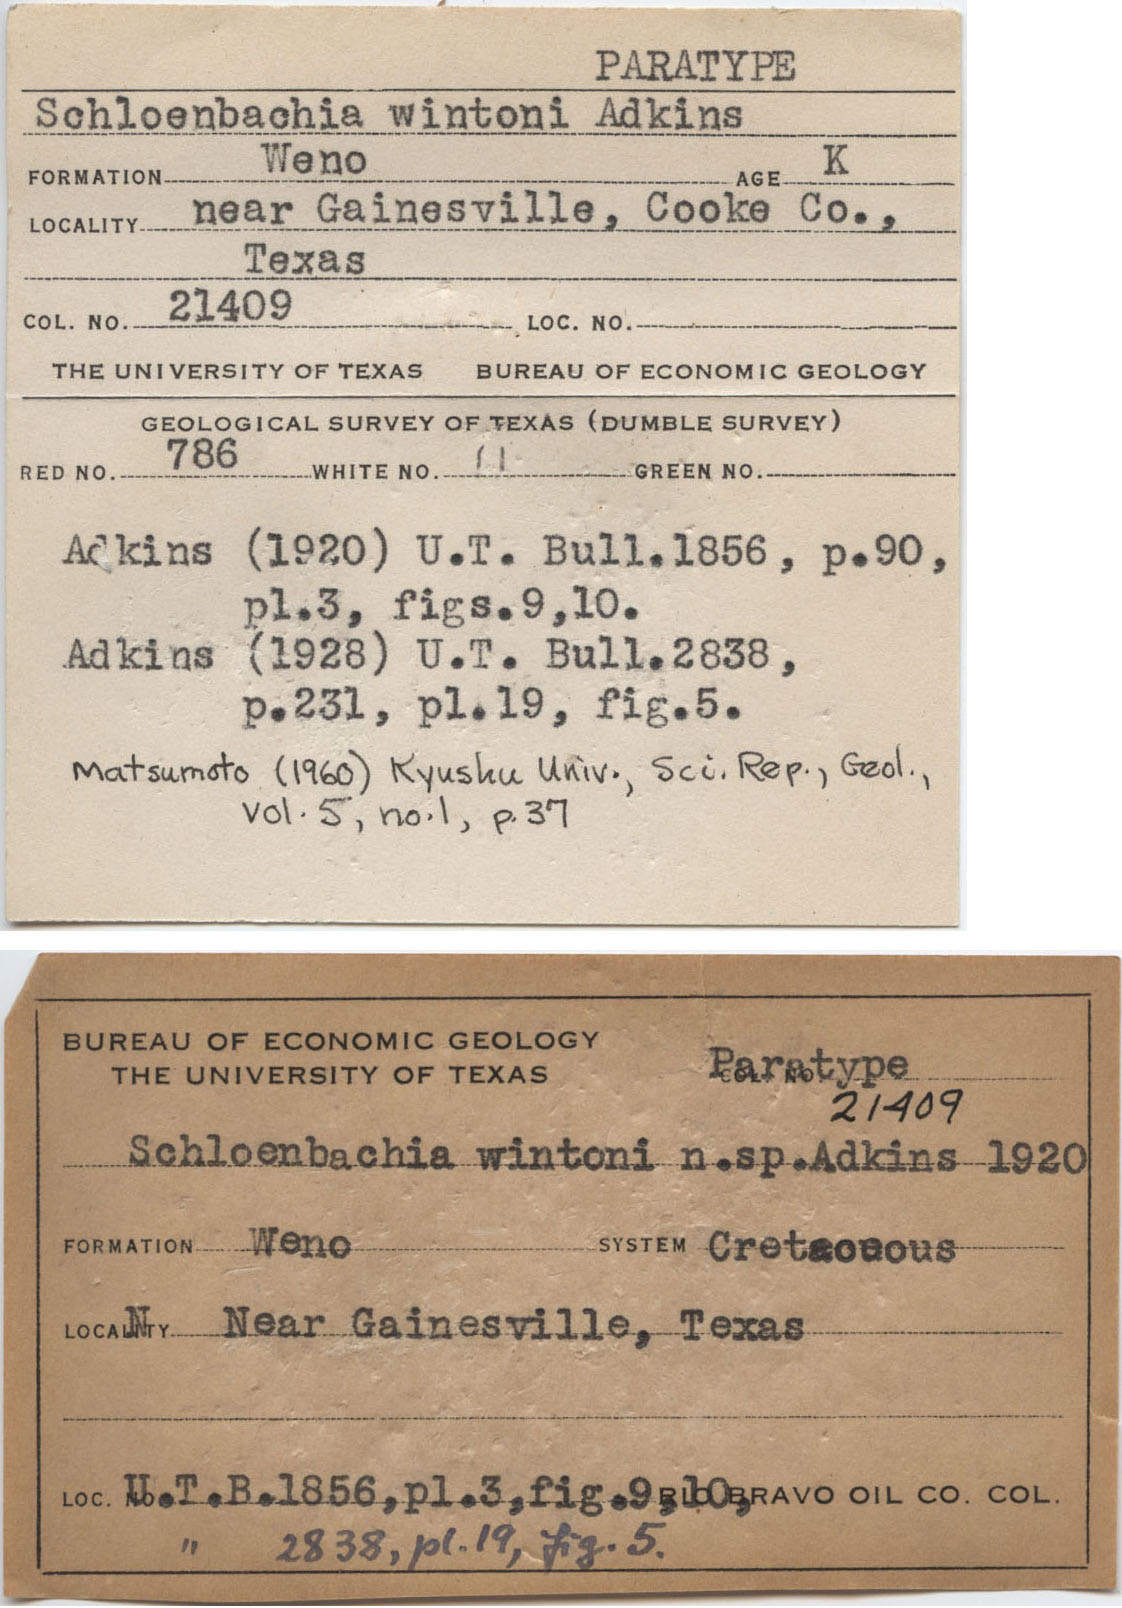 PARATYPE
Schloenbachia wintoni Adkins
FORMATION Weno AGE K
LOCALITY near Gainesville, Cooke Co.,
Texas
COL. NO. 21409 LOC. NO.
THE UNIVERSITY OF TEXAS BUREAU OF ECONOMIC GEOLOGY
GEOLOGICAL SURVEY OF TEXAS (DUMBLE SURVEY)
RED NO. 786 WHITE NO. 11 GREEN NO.
Adkins (1920) U.T. Bull.1856, p.90,
pl.3, figs.9,10.
Adkins (1928) U.T. Bull.2838,
p.231, pl.19, fig.5.
Matsumoto (1960) Kyushu Univ., Sci. Rep., Geol.,
vol. 5, no.1, p.37
BUREAU OF ECONOMIC GEOLOGY
THE UNIVERSITY OF TEXAS
COL. NO. Paratype
21409
Schloenbachia wintoni n.sp.Adkins 1920
FORMATION Weno SYSTEM Cretaceous
LOCALITY N Near Gainesville, Texas
LOC. NO. U.T.B.1856,pl.3,fig.9,10, RIO BRAVO OIL CO. COL.
" 2838, pl.19, fig. 5.